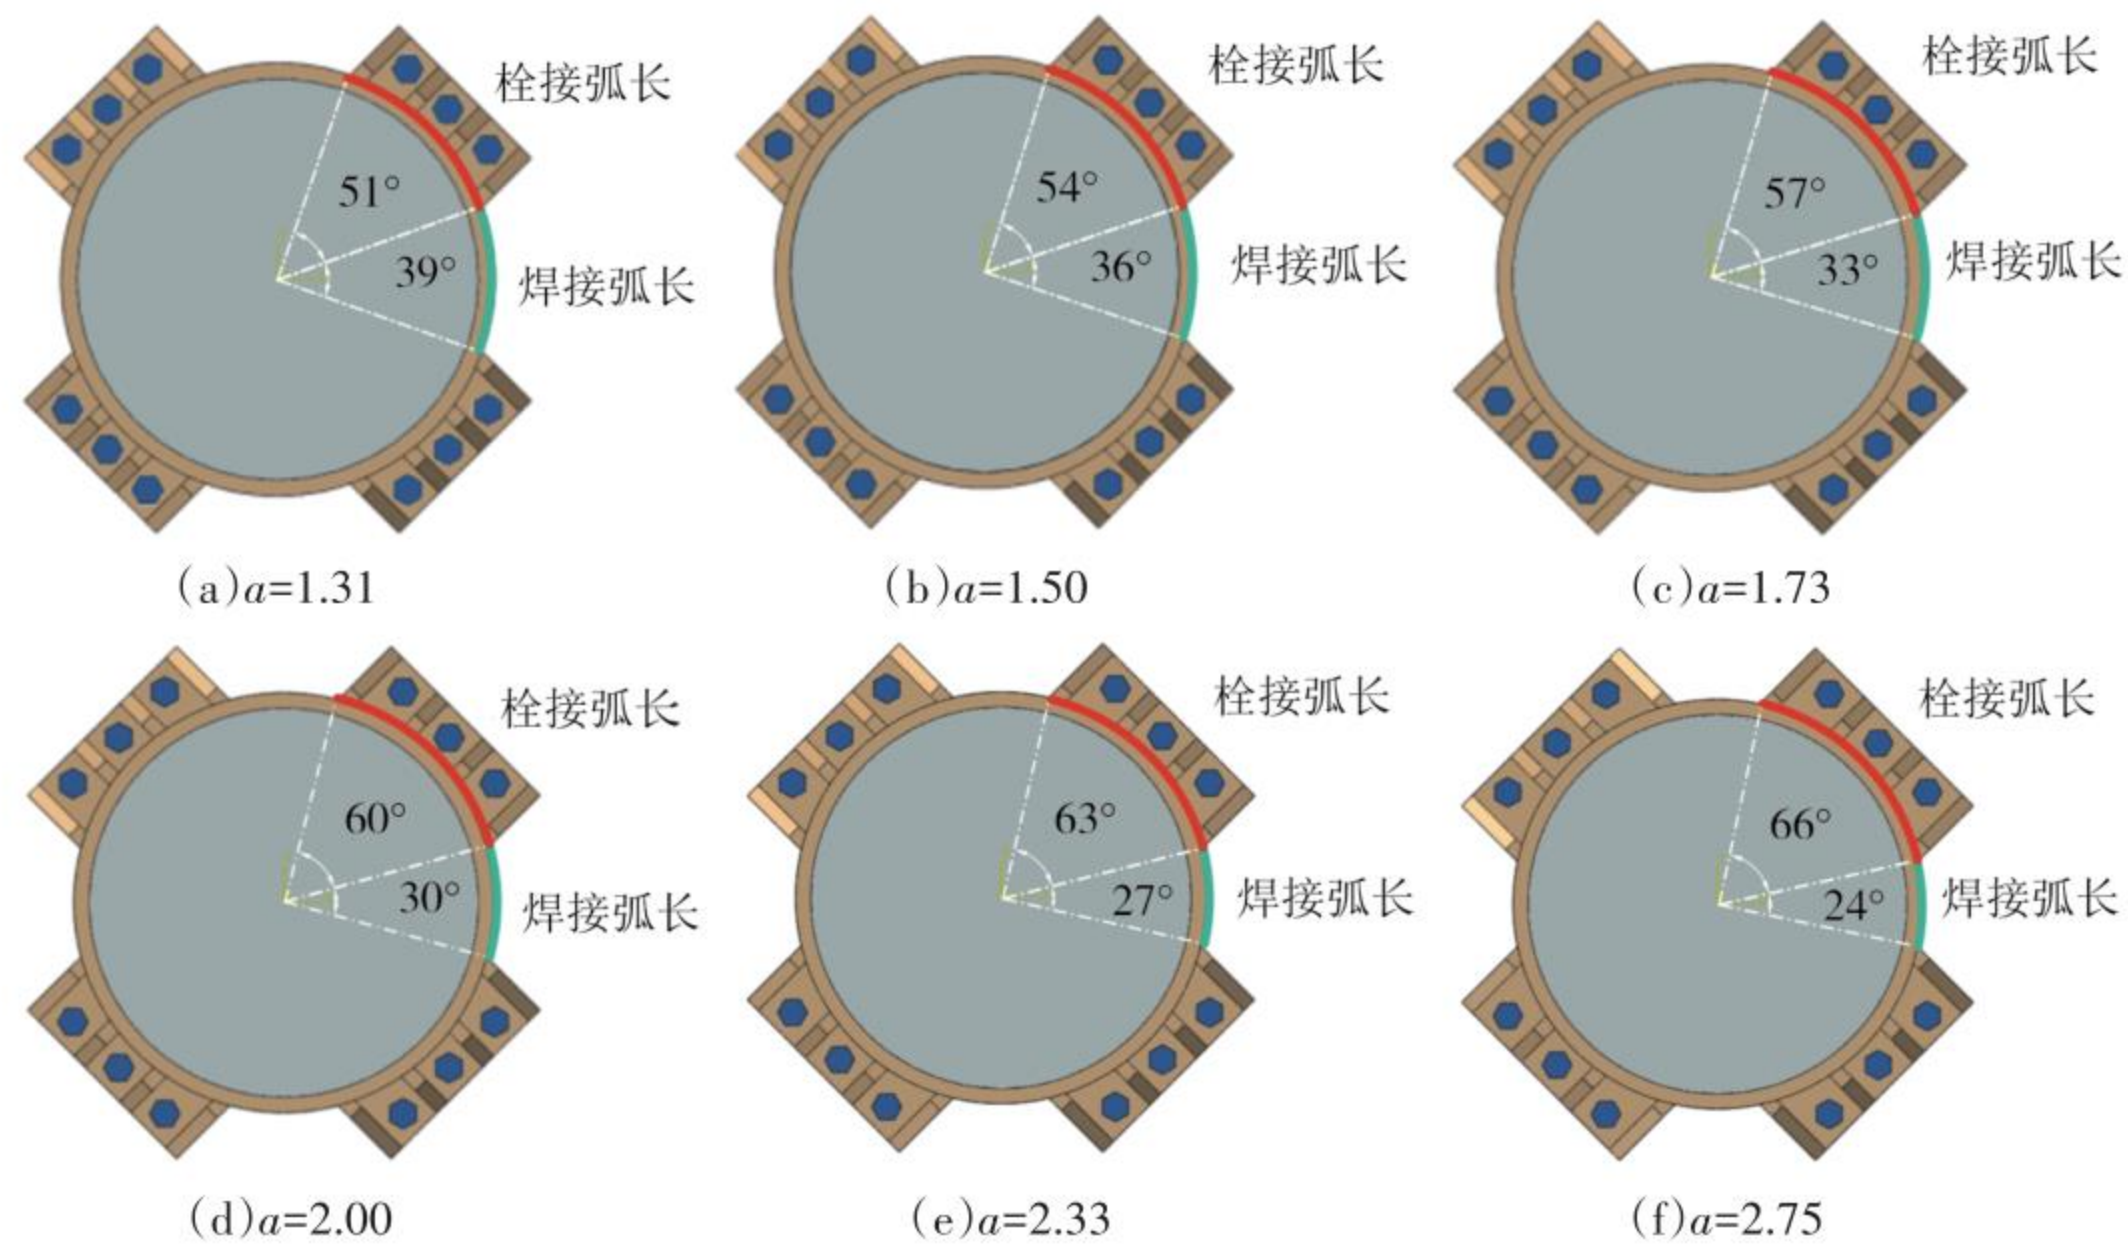 栓接弧长
51°
39°
焊接弧长
(a)a=1.31
栓接弧长
54°
36°
焊接弧长
(b)a=1.50
栓接弧长
57°
33°
焊接弧长
(c)a=1.73
栓接弧长
60°
30°
焊接弧长
(d)a=2.00
栓接弧长
63°
27°
焊接弧长
(e)a=2.33
栓接弧长
66°
24°
焊接弧长
(f)a=2.75